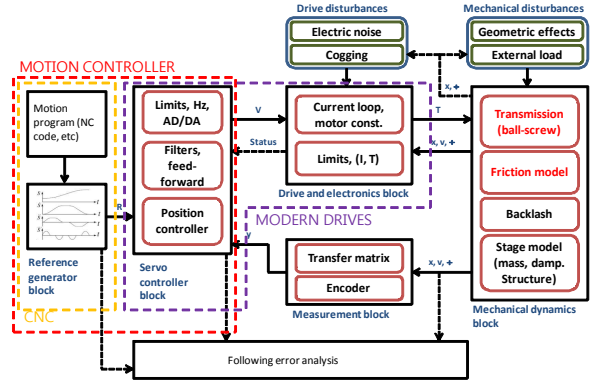 Drive disturbances
Mechanical disturbances
Electric noise
Cogging
Geometric effects
External load
MOTION CONTROLLER
x, +
Motion
program (NC
code, etc)
Limits, Hz,
AD/DA
V
Current loop,
motor const.
T
Transmission
(ball-screw)
Status
x, v, +
Filters,
feed-
forward
Limits, (I, T)
Friction model
Drive and electronics block
S
t
S
t
S
t
S
t
R
Position
controller
MODERN DRIVES
Backlash
y
Reference
generator
block
Transfer matrix
Encoder
x, v, +
Stage model
(mass, damp.
Structure)
Servo
controller
block
Measurement block
Mechanical dynamics
block
CNC
Following error analysis